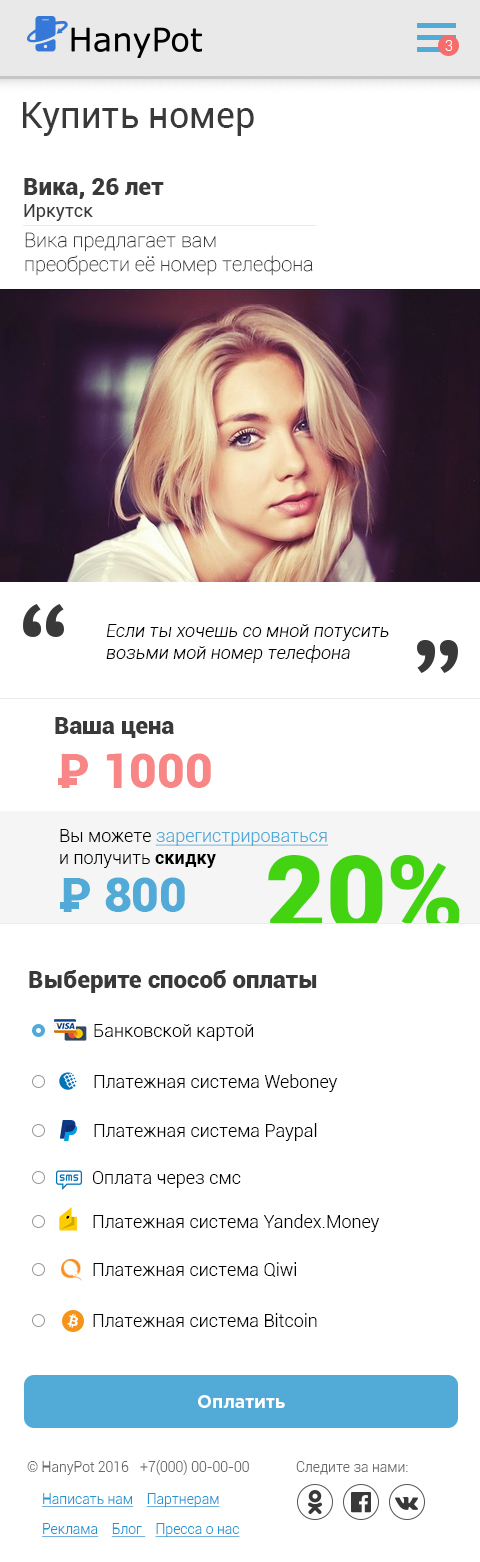 HanyPot
3
Купить номер
Вика, 26 лет
Иркутск
Вика предлагает вам
преобрести её номер телефона
“
Если ты хочешь со мной потусить
возьми мой номер телефона
”
Ваша цена
₽ 1000
Вы можете зарегистрироваться
и получить скидку
₽ 800
20%
Выберите способ оплаты
VISA Банковской картой
Платежная система Weboney
Платежная система Paypal
sms Оплата через смс
Платежная система Yandex.Money
Платежная система Qiwi
Платежная система Bitcoin
Оплатить
© HanyPot 2016 +7(000) 00-00-00
Следите за нами:
Написать нам Партнерам
Реклама Блог Пресса о нас